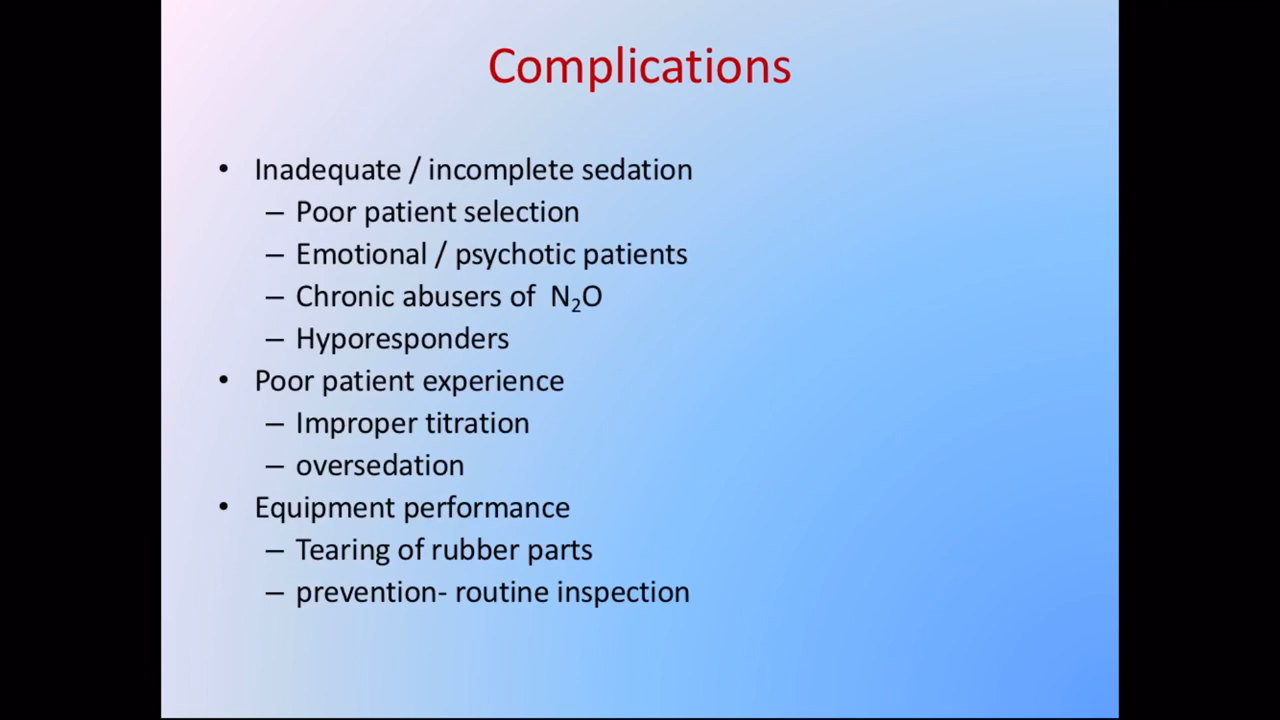 Complications
• Inadequate / incomplete sedation
– Poor patient selection
– Emotional / psychotic patients
– Chronic abusers of N₂O
– Hyporesponders
• Poor patient experience
– Improper titration
– oversedation
• Equipment performance
– Tearing of rubber parts
– prevention- routine inspection